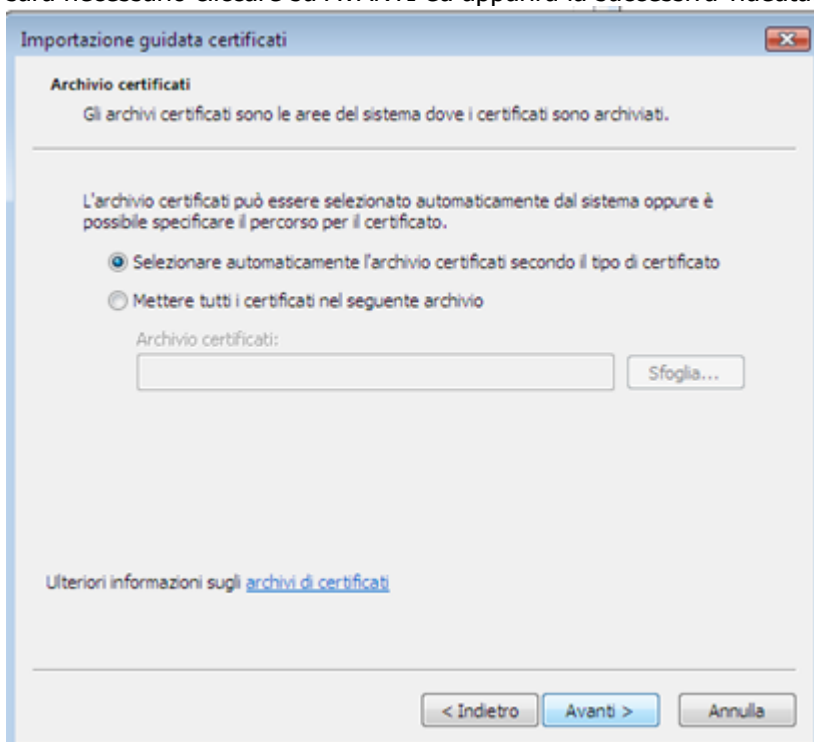 Importazione guidata certificati
Archivio certificati
Gli archivi certificati sono le aree del sistema dove i certificati sono archiviati.
L'archivio certificati può essere selezionato automaticamente dal sistema oppure è
possibile specificare il percorso per il certificato.
Selezionare automaticamente l'archivio certificati secondo il tipo di certificato
Mettere tutti i certificati nel seguente archivio
Archivio certificati:
Sfoglia...
Ulteriori informazioni sugli archivi di certificati
< Indietro Avanti > Annulla